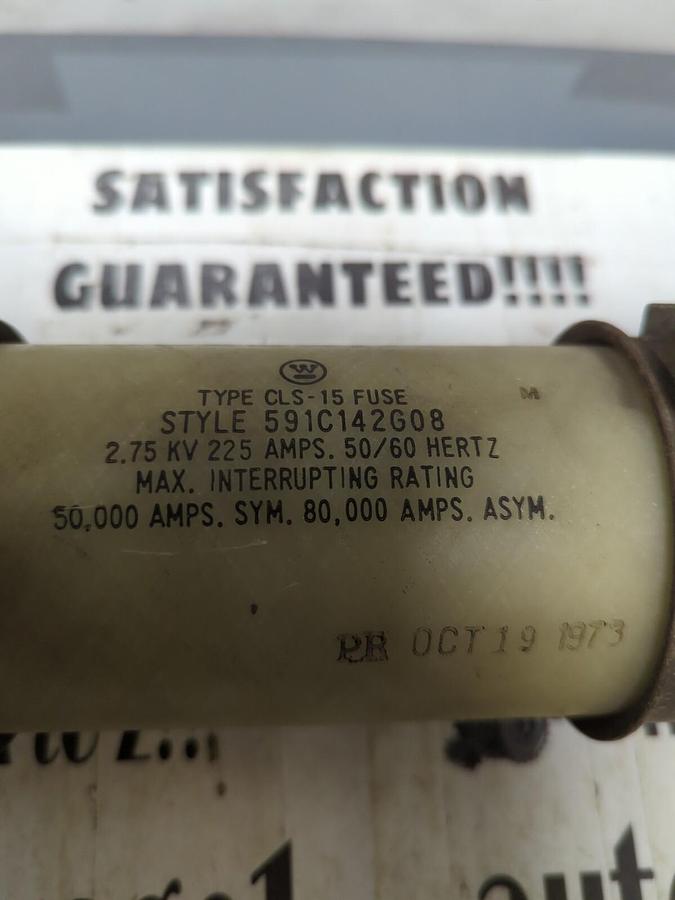 SATISFACTION
GUARANTEED!!!!
W
TYPE CLS-15 FUSE
M
STYLE 591C142G08
2.75 KV 225 AMPS. 50/60 HERTZ
MAX. INTERRUPTING RATING
50,000 AMPS. SYM. 80,000 AMPS. ASYM.
OCT 19 1973